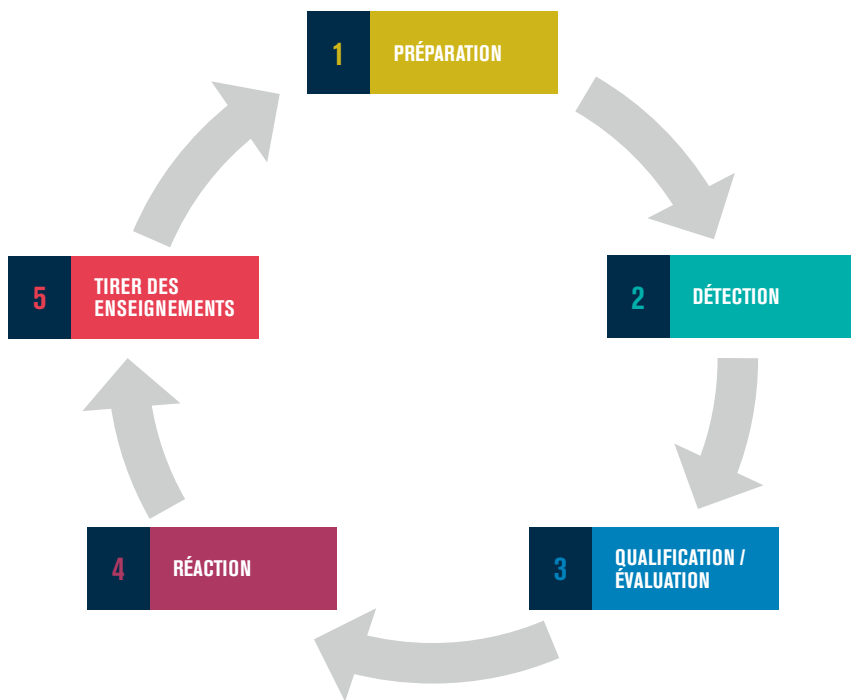 1
PRÉPARATION
2
DÉTECTION
3
QUALIFICATION /
ÉVALUATION
4
RÉACTION
5
TIRER DES
ENSEIGNEMENTS